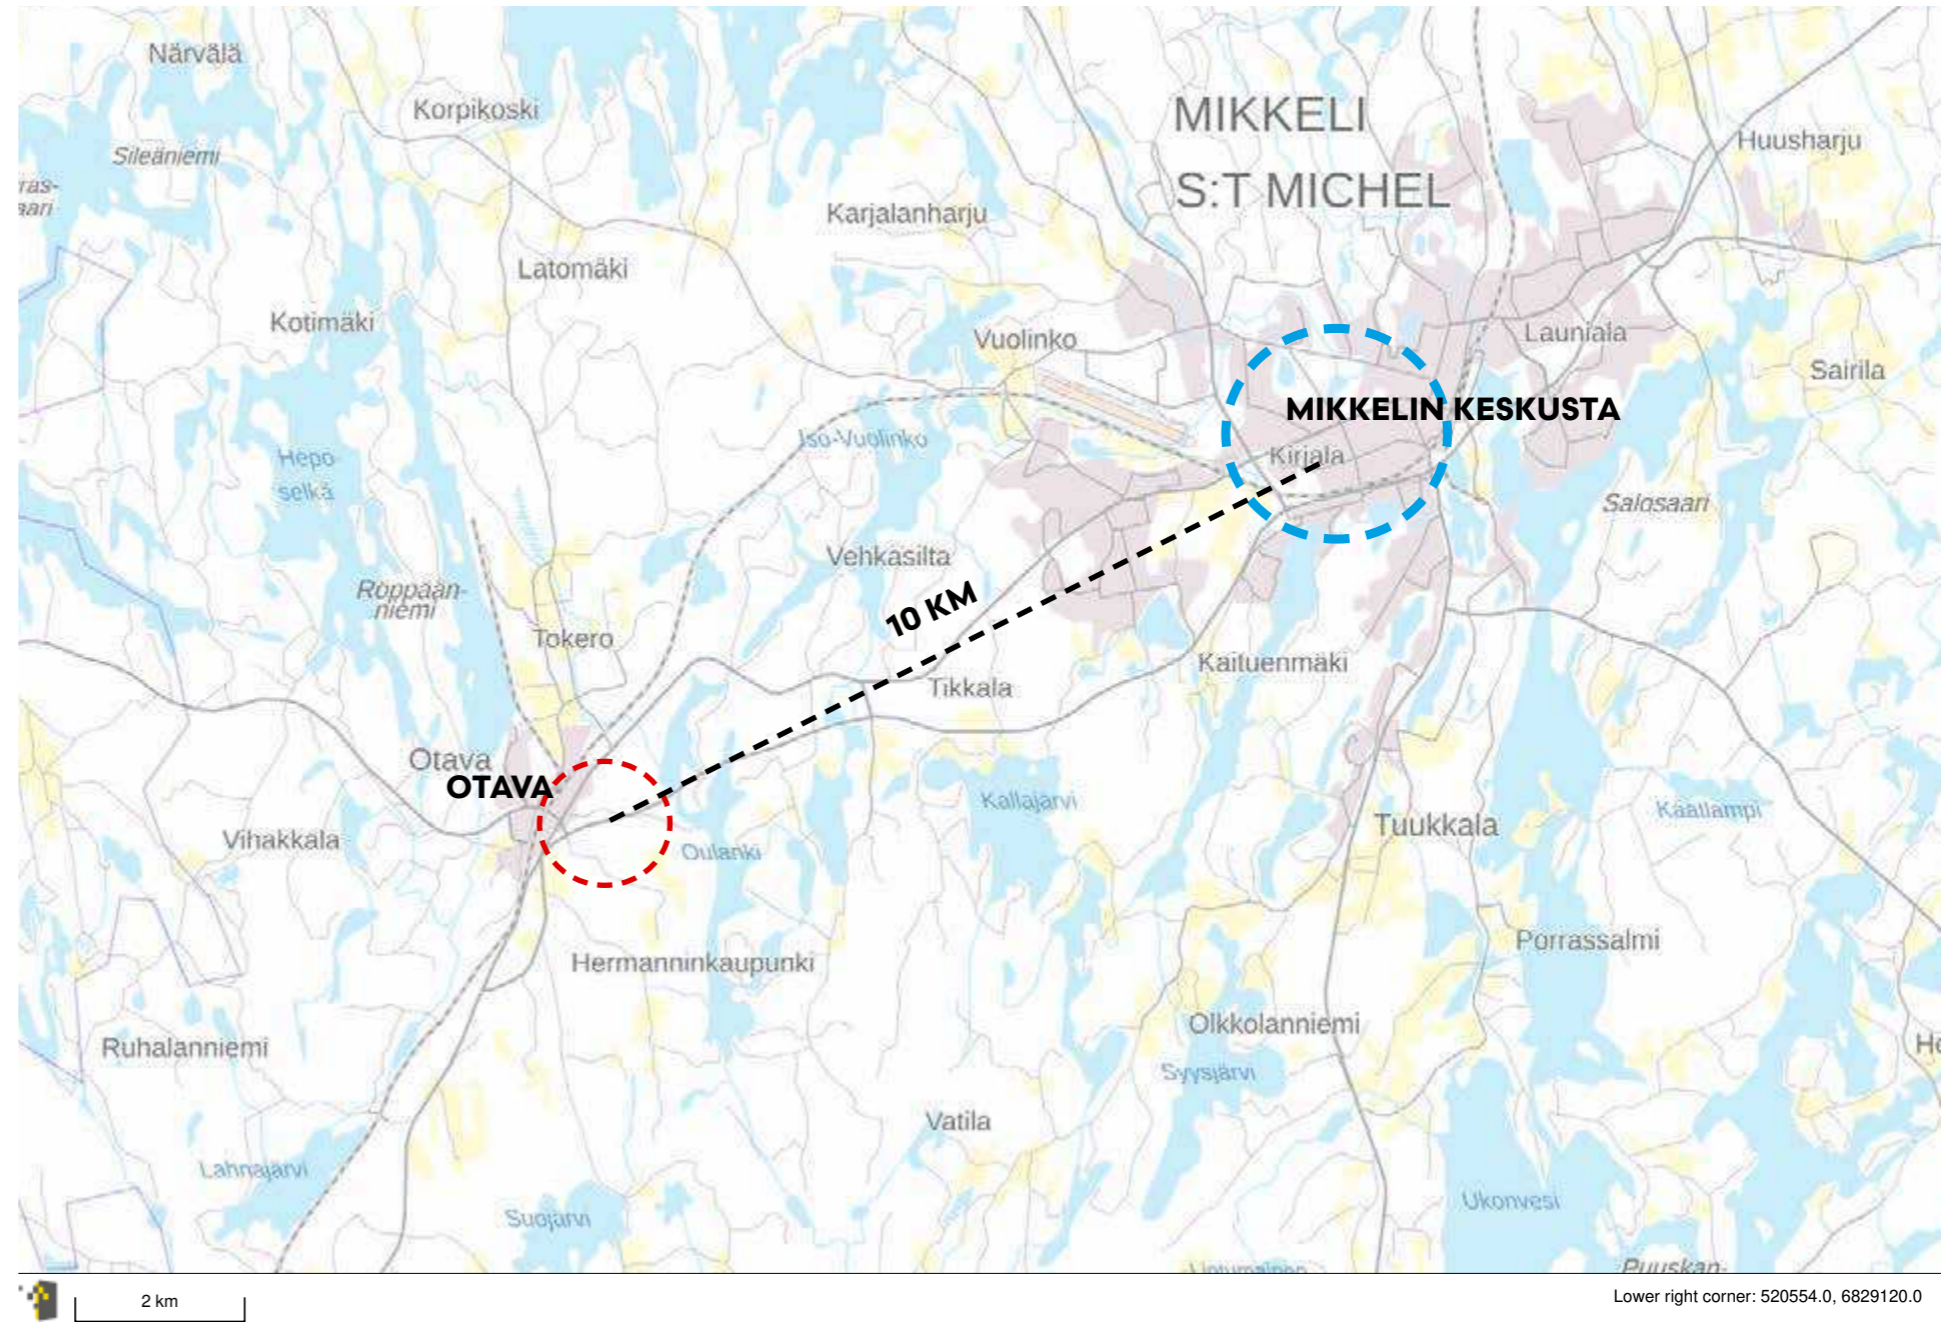 Närvälä
Korpikoski
MIKKELI
S:T MICHEL
Huusharju
Sileäniemi
Karjalanharju
Latomäki
Kotimäki
Vuolinko
Launiala
Sairila
MIKKELIN KESKUSTA
Iso-Vuolinko
Kirjala
Hepo
selkä
Salosaari
Vehkasilta
Roppaan-
niemi
10 KM
Tokero
Kaituenmäki
Tikkala
Otava
OTAVA
Kallajarvi
Käätlampi
Tuukkala
Vihakkala
Oulanki
Porrassalmi
Hermanninkaupunki
Olkkolanniemi
Ruhalanniemi
Syysjärvi
Vatila
Lahnajärvi
Ukonvesi
Suojärvi
Puuskan-
2 km
Lower right corner: 520554.0, 6829120.0